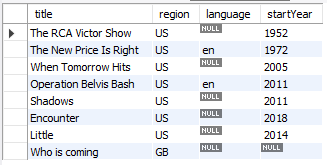 title region language startYear
The RCA Victor Show US NULL 1952
The New Price Is Right US en 1972
When Tomorrow Hits US NULL 2005
Operation Belvis Bash US en 2011
Shadows US NULL 2011
Encounter US NULL 2018
Little US NULL 2014
Who is coming GB NULL NULL